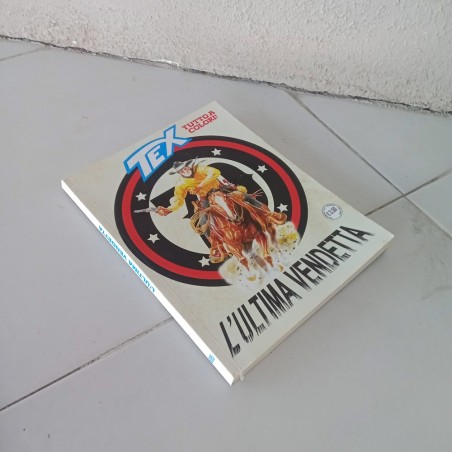 TEX
TUTTO A
COLORI!
L'ULTIMA VENDETTA
L'ULTIMA VENDETTA